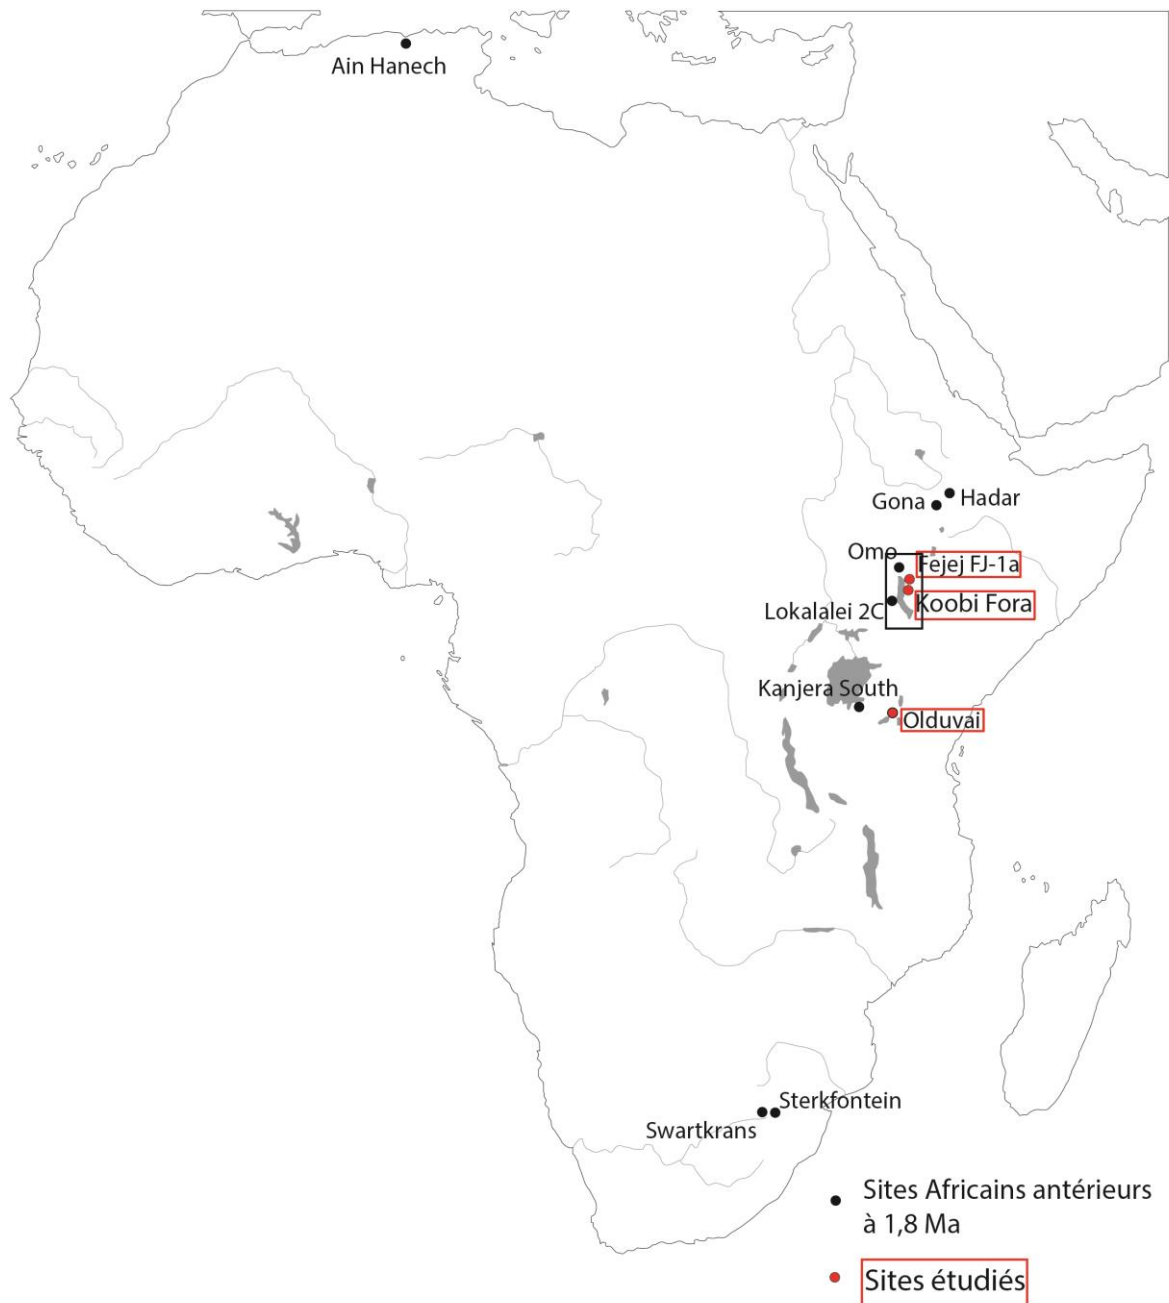 Ain Hanech
Gona
Hadar
Omo
Fejej FJ-1a
Koobi Fora
Lokalalei 2C
Kanjera South
Olduvai
Sterkfontein
Swartkrans
Sites Africains antérieurs
à 1,8 Ma
Sites étudiés